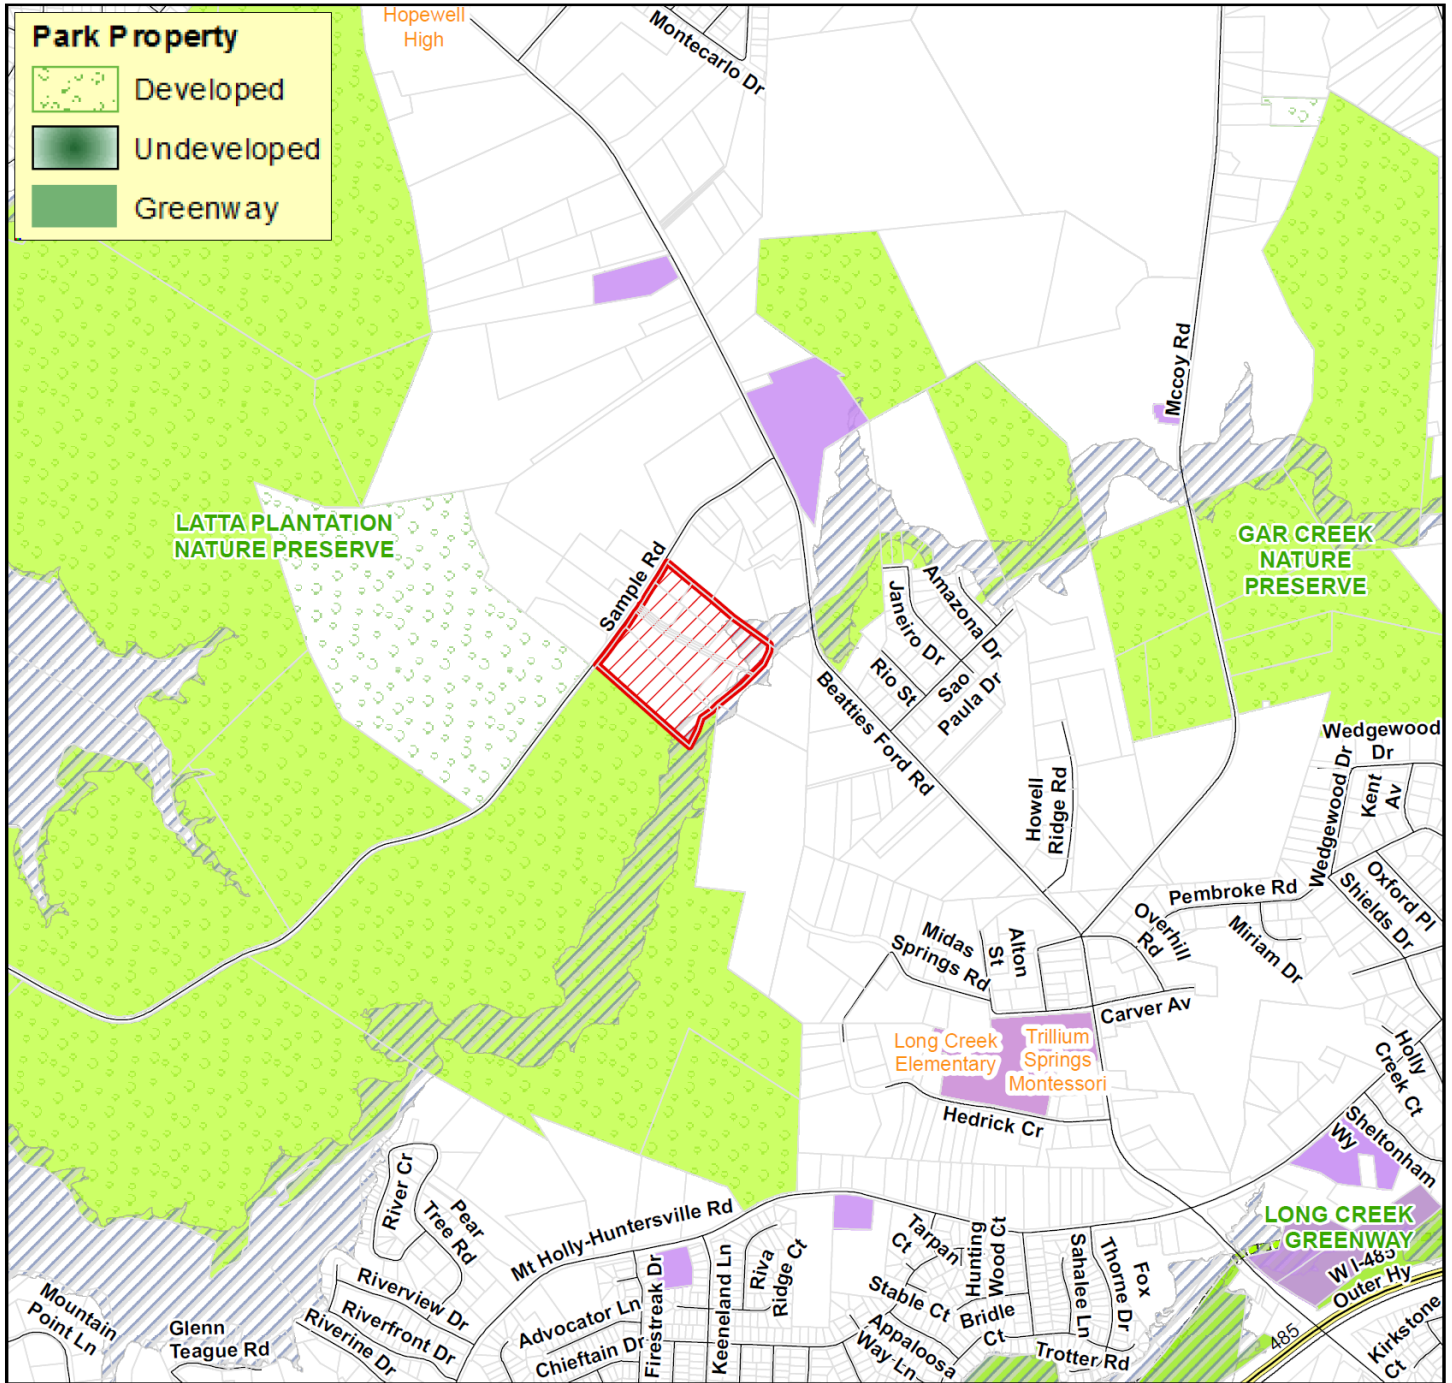 Park Property
Developed
Undeveloped
Greenway
Hopewell
High
Montecarlo Dr
Mccoy Rd
LATTA PLANTATION
NATURE PRESERVE
GAR CREEK
NATURE
PRESERVE
Sample Rd
Amazona Dr
Janeiro Dr
Rio St
Sao
Paula Dr
Beatties Ford Rd
Howell
Ridge Rd
Wedgewood
Dr
Wedgewood Dr
Kent
Av
Oxford Pl
Shields Dr
Pembroke Rd
Overhill
Rd
Miriam Dr
Midas
Springs Rd
Alton
St
Carver Av
Long Creek
Elementary
Trillium
Springs
Montessori
Hedrick Cr
Holly
Creek Ct
Sheltonham
Wy
River Cr
Pear
Tree Rd
Mt Holly-Huntersville Rd
Riva
Ridge Ct
Tarpan
Ct
Hunting
Wood Ct
Sahalee Ln
Thorne Dr
Fox
LONG CREEK
GREENWAY
W I-485
Outer Hy
485
Kirkstone
Ct
Mountain
Point Ln
Glenn
Teague Rd
Riverview Dr
Riverfront Dr
Riverine Dr
Advocator Ln
Chieftain Dr
Firestreak Dr
Keeneland Ln
Stable Ct
Bridle
Ct
Appaloosa
Way Ln
Trotter Rd